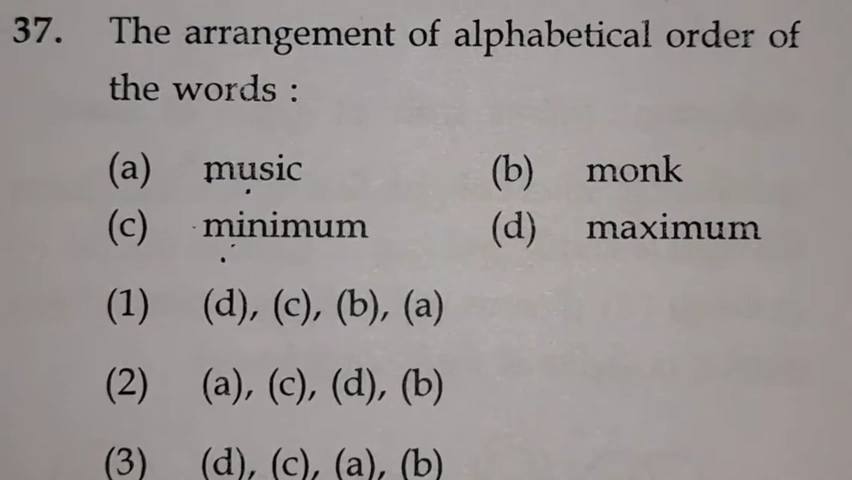 37. The arrangement of alphabetical order of
the words :
(a) music (b) monk
(c) minimum (d) maximum
(1) (d), (c), (b), (a)
(2) (a), (c), (d), (b)
(3) (d), (c), (a), (b)